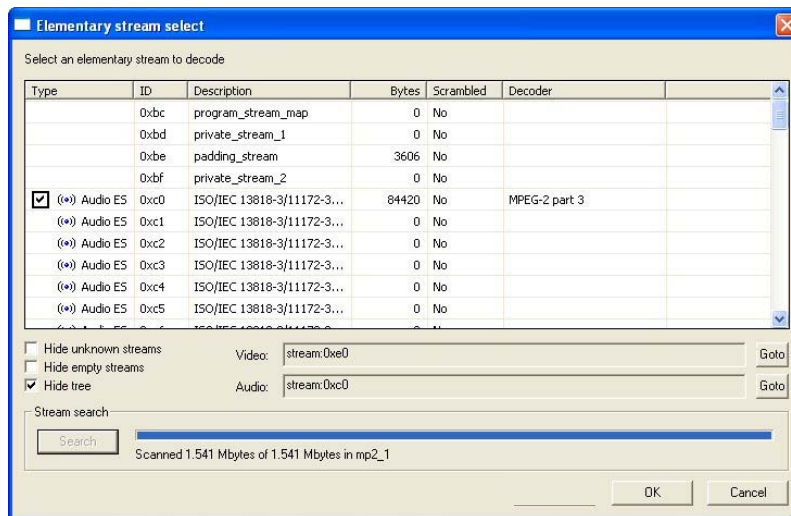 Elementary stream select
Select an elementary stream to decode
Type ID Description Bytes Scrambled Decoder
0xbc program_stream_map 0 No
0xbd private_stream_1 0 No
0xbe padding_stream 3606 No
0xbf private_stream_2 0 No
Audio ES 0xc0 ISO/IEC 13818-3/11172-3... 84420 No MPEG-2 part 3
Audio ES 0xc1 ISO/IEC 13818-3/11172-3... 0 No
Audio ES 0xc2 ISO/IEC 13818-3/11172-3... 0 No
Audio ES 0xc3 ISO/IEC 13818-3/11172-3... 0 No
Audio ES 0xc4 ISO/IEC 13818-3/11172-3... 0 No
Audio ES 0xc5 ISO/IEC 13818-3/11172-3... 0 No
Hide unknown streams
Hide empty streams
Hide tree
Video: stream:0xe0 Goto
Audio: stream:0xc0 Goto
Stream search
Search
Scanned 1.541 Mbytes of 1.541 Mbytes in mp2_1
OK Cancel